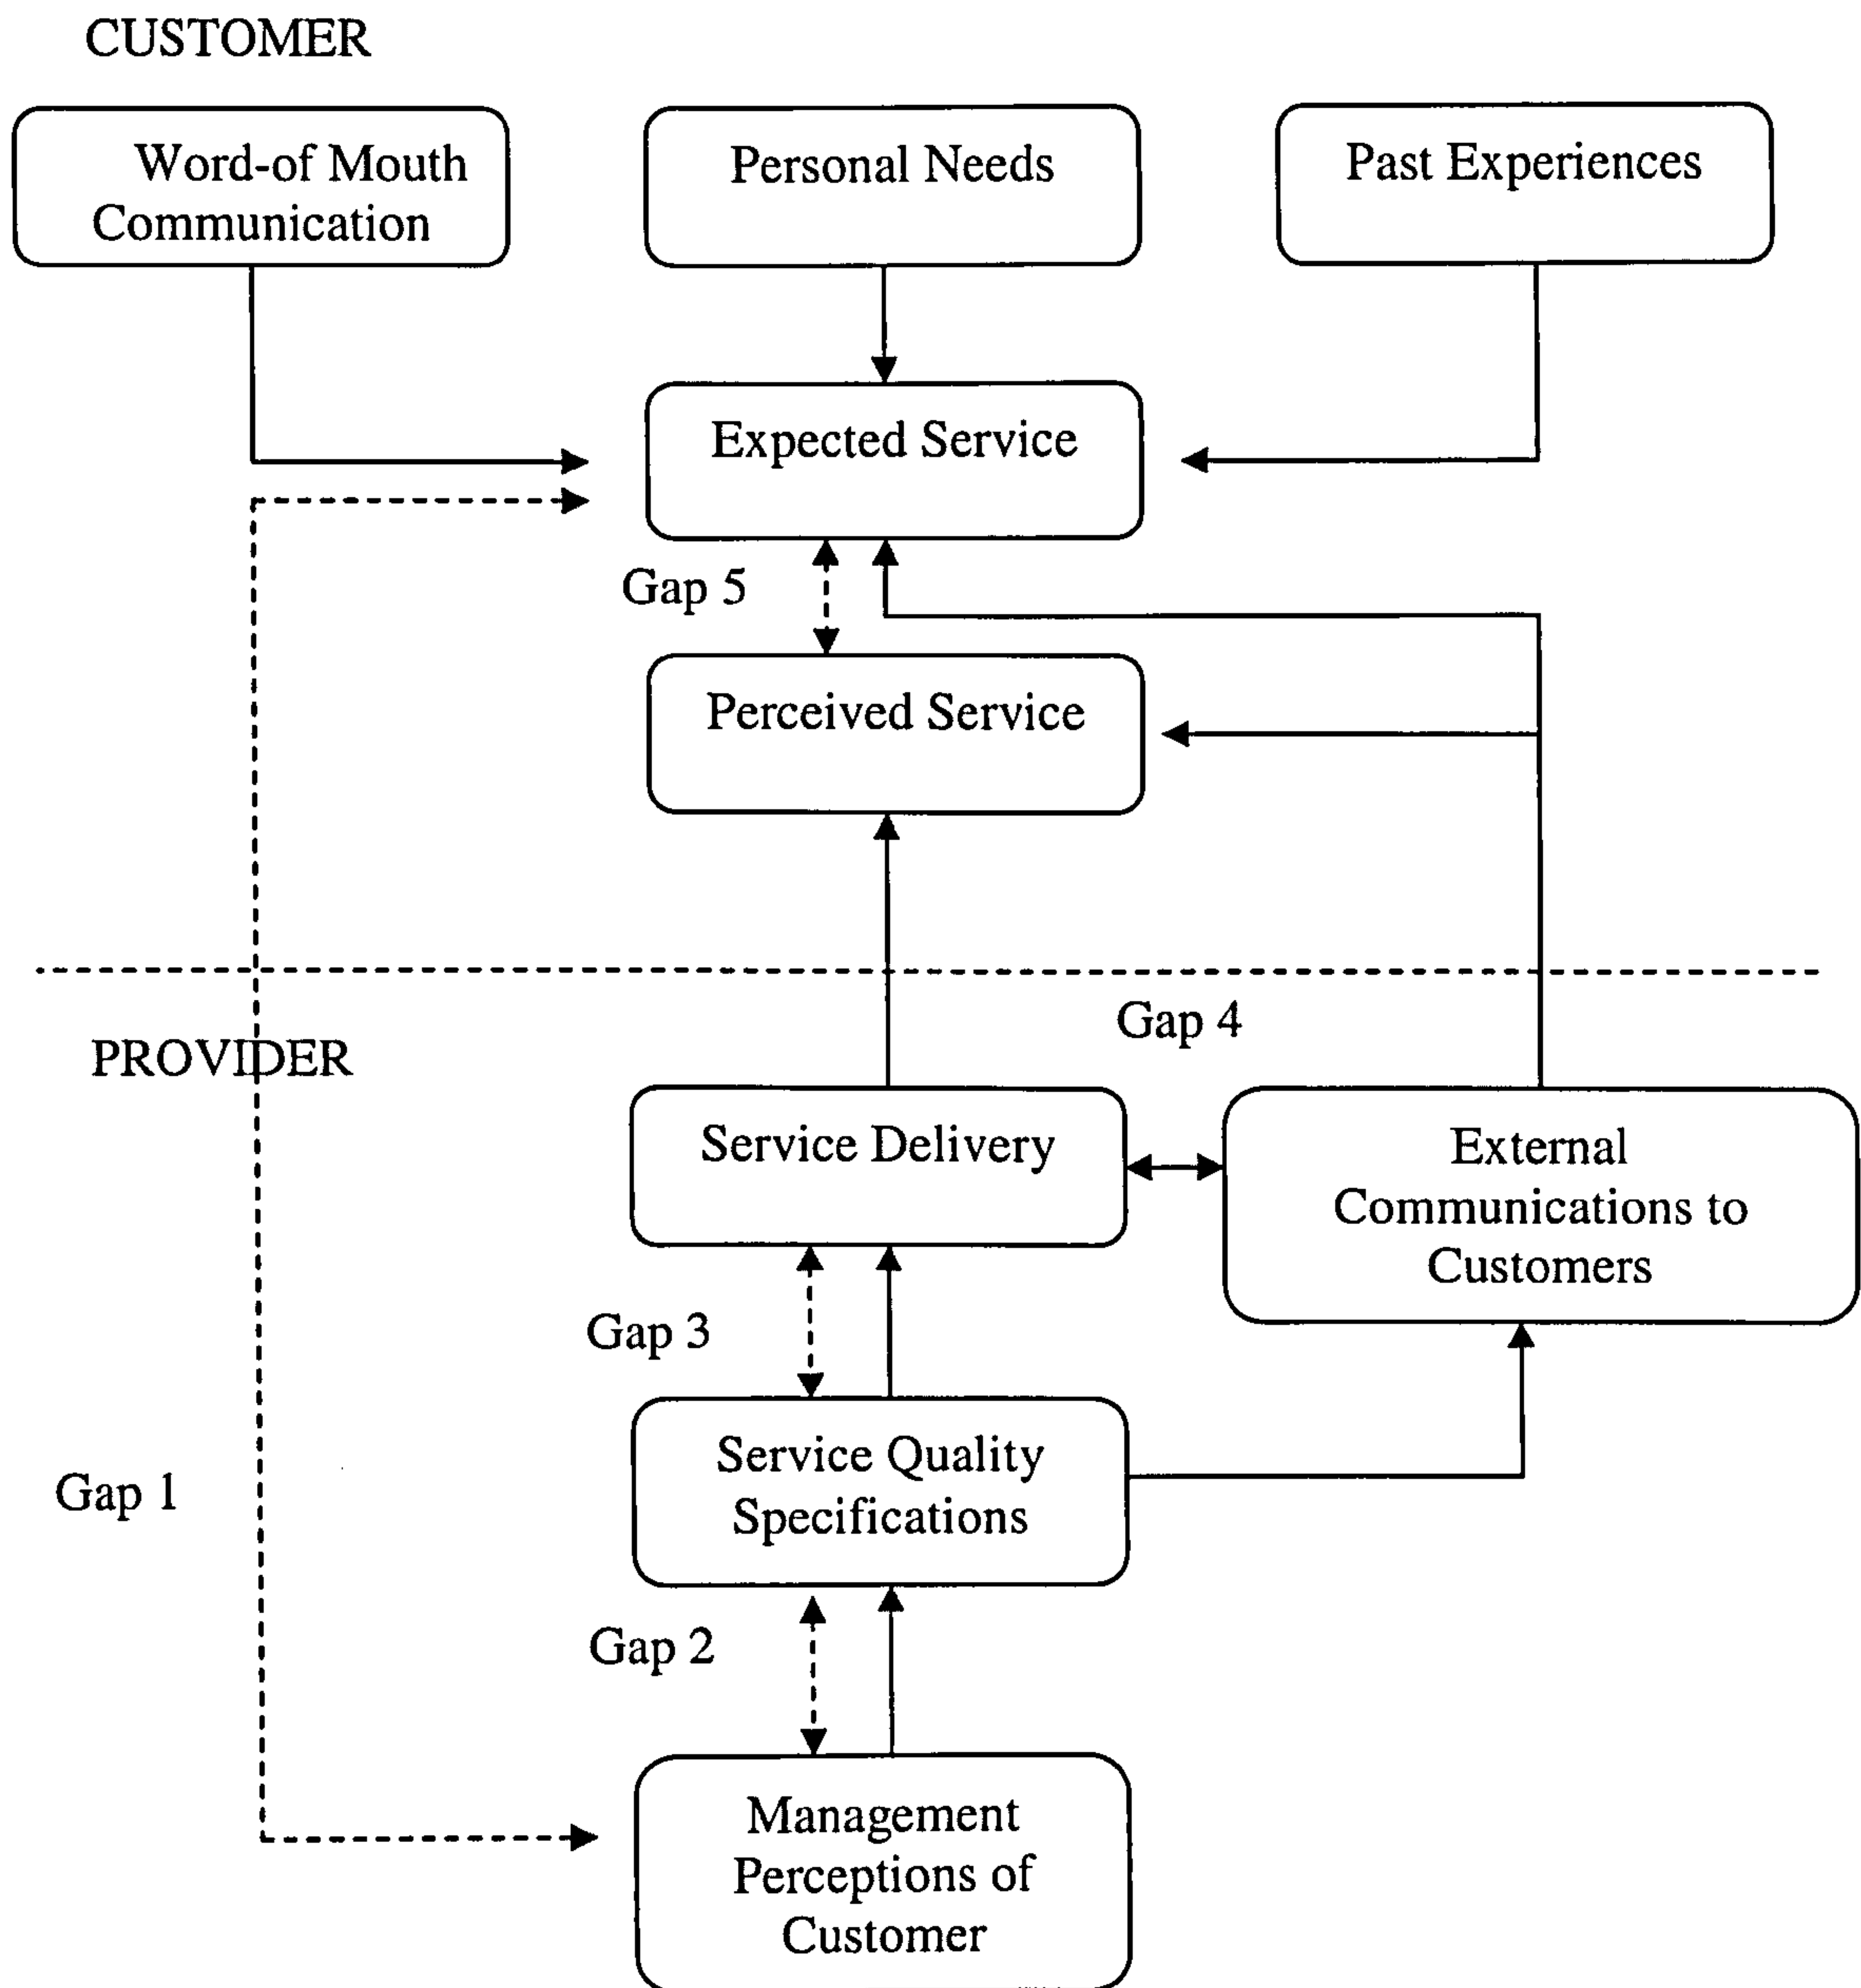 CUSTOMER
Word-of Mouth
Communication
Personal Needs
Past Experiences
Expected Service
Gap 5
Perceived Service
Gap 4
PROVIDER
Service Delivery
External
Communications to
Customers
Gap 3
Service Quality
Specifications
Gap 1
Gap 2
Management
Perceptions of
Customer